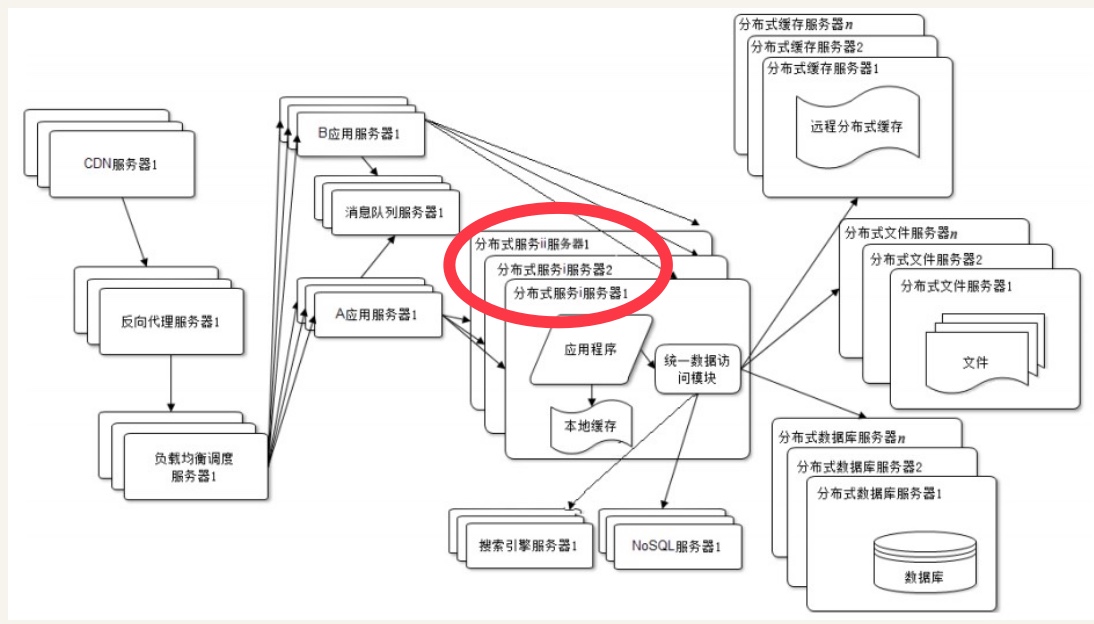 分布式缓存服务器n
分布式缓存服务器2
分布式缓存服务器1
远程分布式缓存
CDN服务器1
B应用服务器1
消息队列服务器1
反向代理服务器1
A应用服务器1
负载均衡调度
服务器1
分布式服务ii服务器1
分布式服务i服务器2
分布式服务i服务器1
应用程序
统一数据访
问模块
本地缓存
分布式文件服务器n
分布式文件服务器2
分布式文件服务器1
文件
分布式数据库服务器n
分布式数据库服务器2
分布式数据库服务器1
数据库
搜索引擎服务器1
NoSQL服务器1